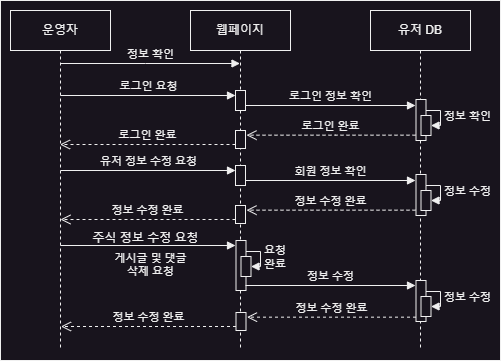 운영자
웹페이지
유저 DB
정보 확인
로그인 요청
로그인 정보 확인
정보 확인
로그인 완료
로그인 완료
유저 정보 수정 요청
회원 정보 확인
정보 수정
정보 수정 완료
정보 수정 완료
주식 정보 수정 요청
게시글 및 댓글
삭제 요청
요청
완료
정보 수정
정보 수정
정보 수정 완료
정보 수정 완료